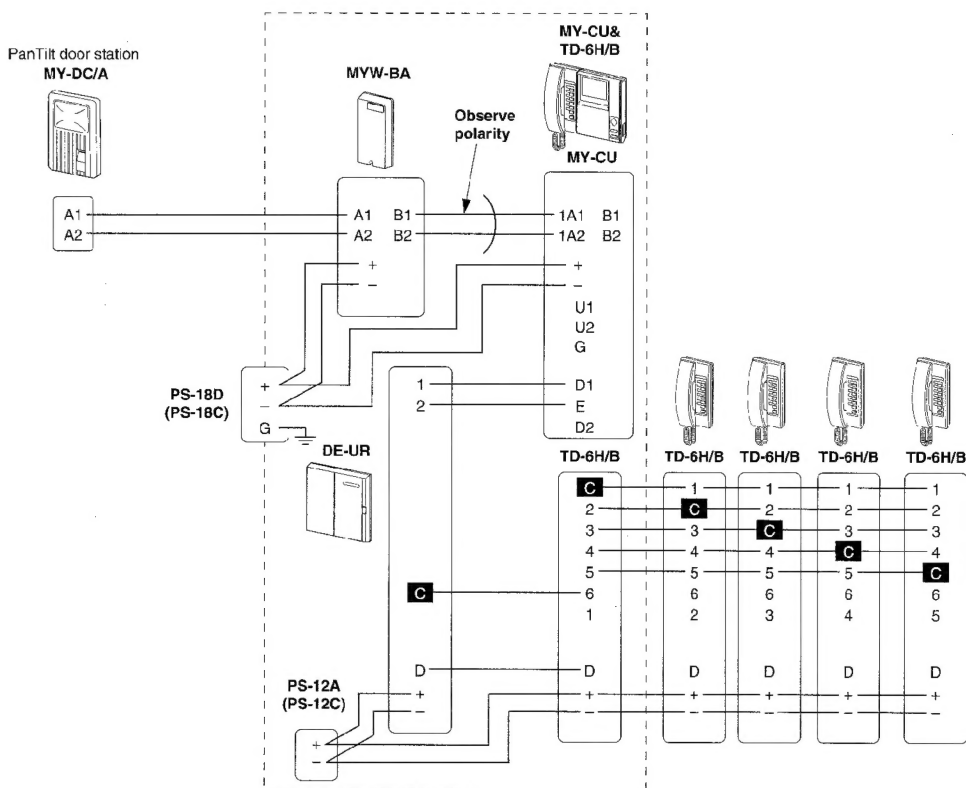 PanTilt door station
MY-DC/A
MYW-BA
MY-CU&
TD-6H/B
Observe
polarity
MY-CU
A1
A2
A1 B1
A2 B2
+
−
1A1 B1
1A2 B2
+
−
U1
U2
G
D1
E
D2
PS-18D
(PS-18C)
+
−
G
DE-UR
1
2
C
D
+
−
PS-12A
(PS-12C)
+
−
TD-6H/B
C
2
3
4
5
6
1
D
+
−
TD-6H/B
1
C
3
4
5
6
2
D
+
−
TD-6H/B
1
2
C
4
5
6
3
D
+
−
TD-6H/B
1
2
3
C
5
6
4
D
+
−
TD-6H/B
1
2
3
4
C
6
5
D
+
−